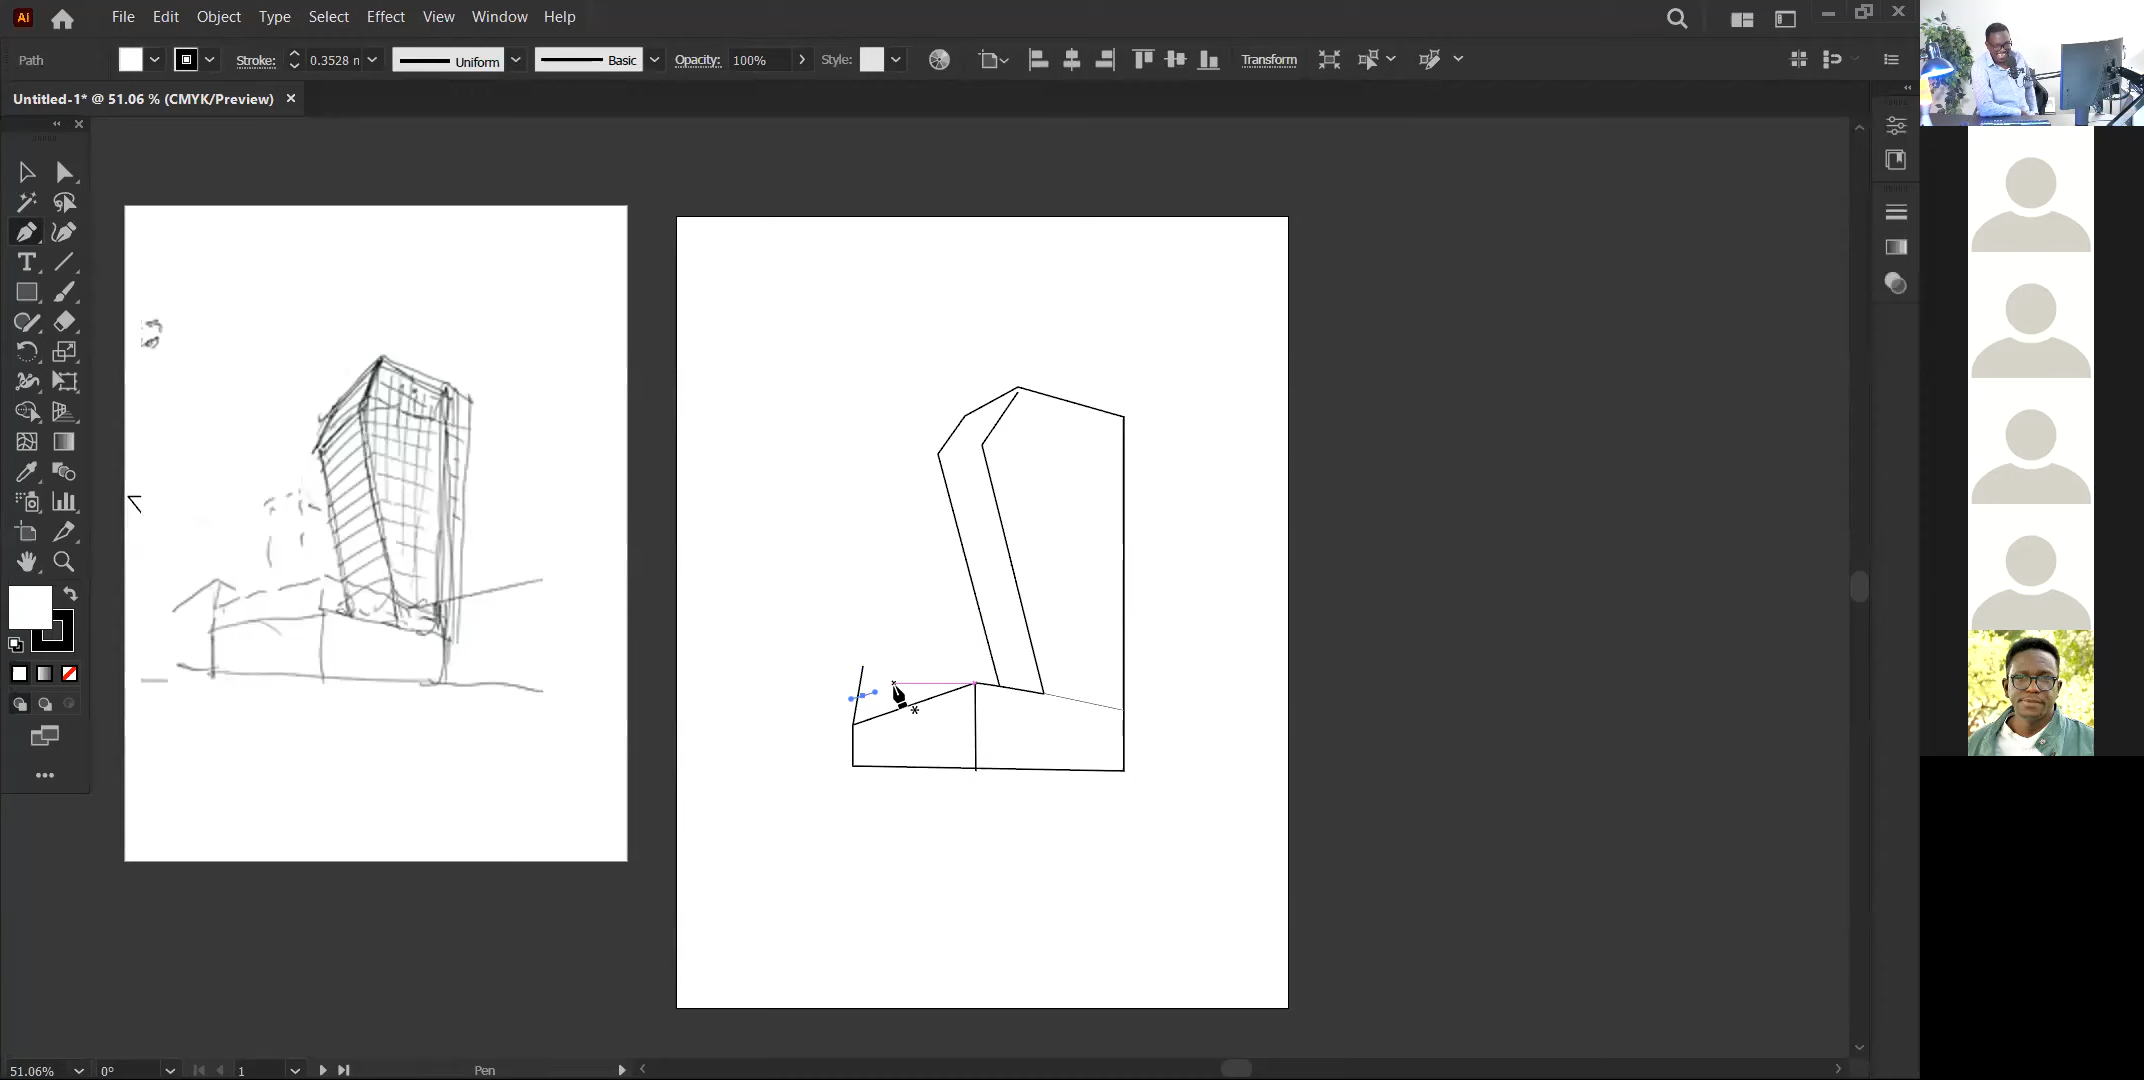 Ai File Edit Object Type Select Effect View Window Help
Path Stroke: 0.3528 n Uniform Basic Opacity: 100% Style: Transform
Untitled-1* @ 51.06 % (CMYK/Preview)
51.06% 0° 1 Pen